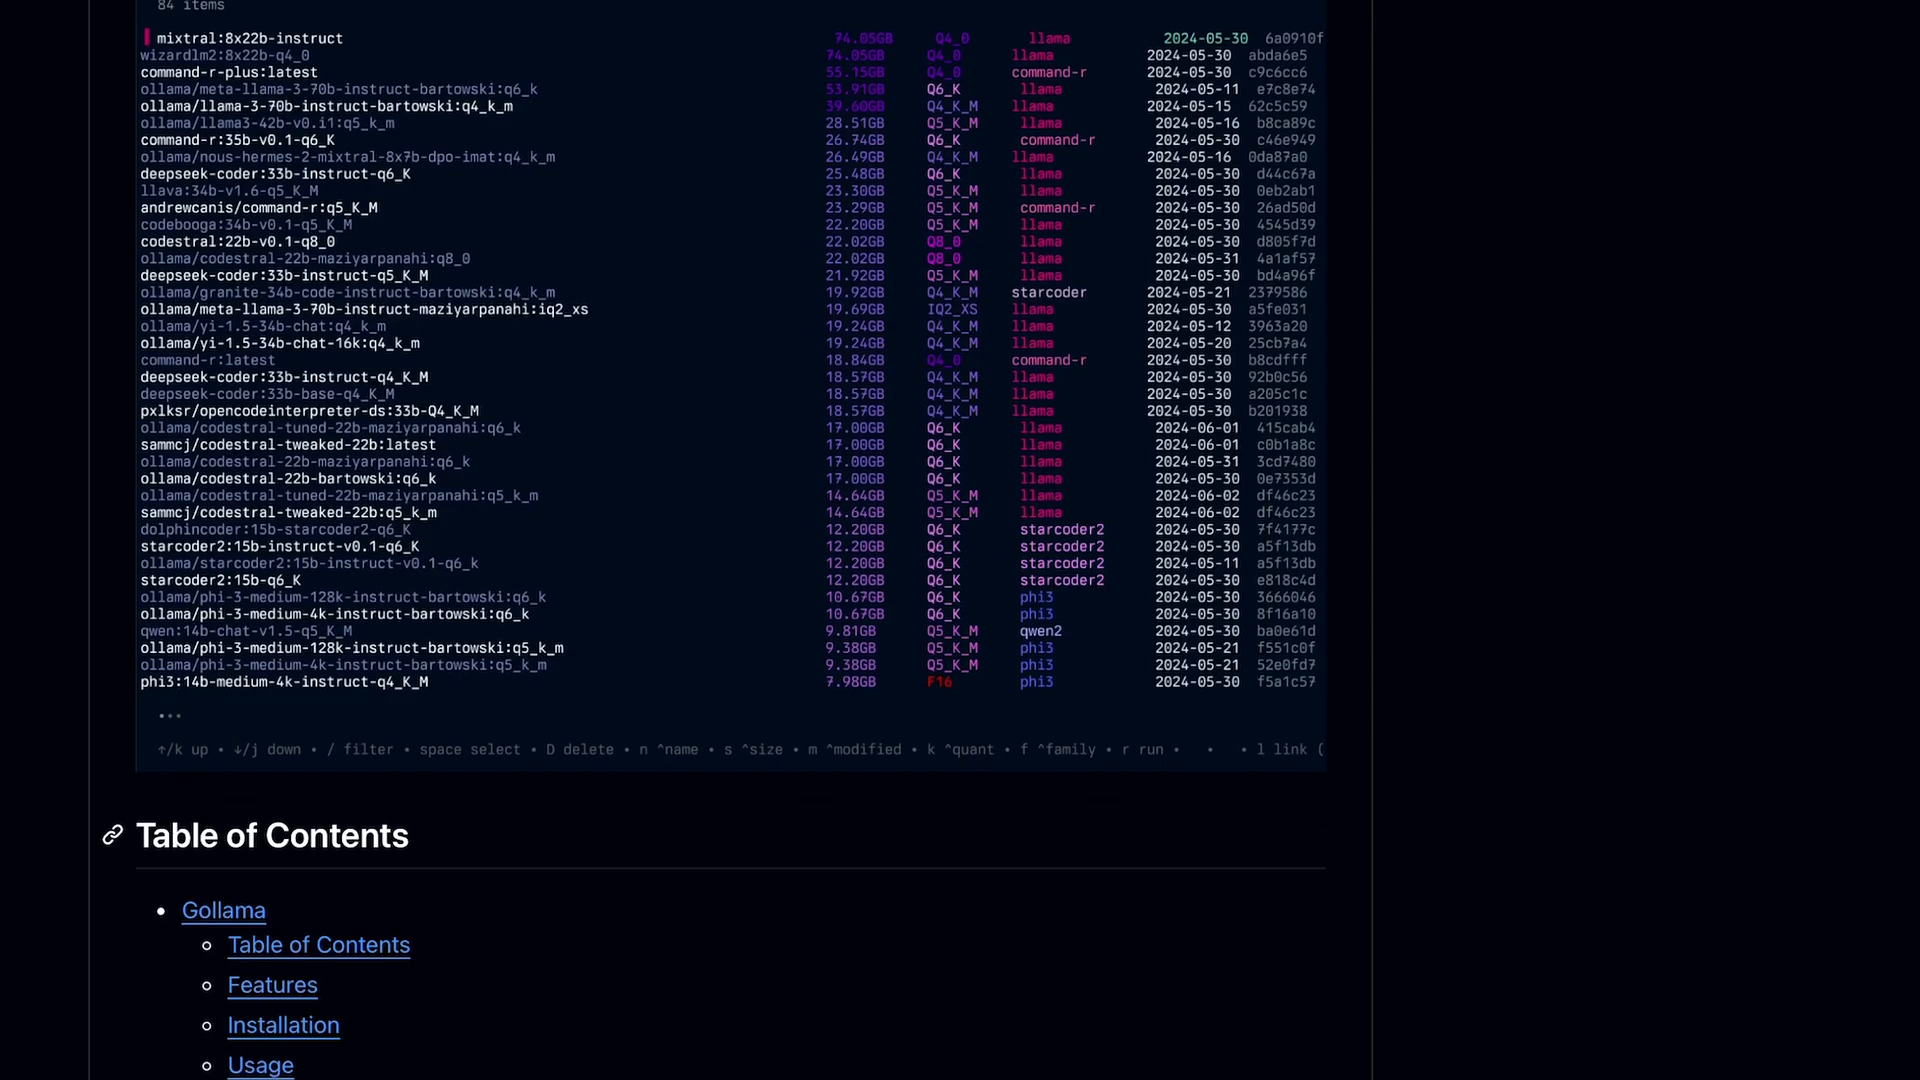 84 items
mixtral:8x22b-instruct 74.05GB Q4_0 llama 2024-05-30 6a0910f
wizardlm2:8x22b-q4_0 74.05GB Q4_0 llama 2024-05-30 abda6e5
command-r-plus:latest 55.15GB Q4_0 command-r 2024-05-30 c9c6cc6
ollama/meta-llama-3-70b-instruct-bartowski:q6_k 53.91GB Q6_K llama 2024-05-11 e7c8e74
ollama/llama-3-70b-instruct-bartowski:q4_k_m 39.60GB Q4_K_M llama 2024-05-15 62c5c59
ollama/llama3-42b-v0.i1:q5_k_m 28.51GB Q5_K_M llama 2024-05-16 b8ca89c
command-r:35b-v0.1-q6_K 26.74GB Q6_K command-r 2024-05-30 c46e949
ollama/nous-hermes-2-mixtral-8x7b-dpo-imat:q4_k_m 26.49GB Q4_K_M llama 2024-05-16 0da87a0
deepseek-coder:33b-instruct-q6_K 25.48GB Q6_K llama 2024-05-30 d44c67a
llava:34b-v1.6-q5_K_M 23.30GB Q5_K_M llama 2024-05-30 0eb2ab1
andrewcanis/command-r:q5_K_M 23.29GB Q5_K_M command-r 2024-05-30 26ad50d
codebooga:34b-v0.1-q5_K_M 22.20GB Q5_K_M llama 2024-05-30 4545d39
codestral:22b-v0.1-q8_0 22.02GB Q8_0 llama 2024-05-30 d805f7d
ollama/codestral-22b-maziyarpanahi:q8_0 22.02GB Q8_0 llama 2024-05-31 4a1af57
deepseek-coder:33b-instruct-q5_K_M 21.92GB Q5_K_M llama 2024-05-30 bd4a96f
ollama/granite-34b-code-instruct-bartowski:q4_k_m 19.92GB Q4_K_M starcoder 2024-05-21 2379586
ollama/meta-llama-3-70b-instruct-maziyarpanahi:iq2_xs 19.69GB IQ2_XS llama 2024-05-30 a5fe031
ollama/yi-1.5-34b-chat:q4_k_m 19.24GB Q4_K_M llama 2024-05-12 3963a20
ollama/yi-1.5-34b-chat-16k:q4_k_m 19.24GB Q4_K_M llama 2024-05-20 25cb7a4
command-r:latest 18.84GB Q4_0 command-r 2024-05-30 b8cdfff
deepseek-coder:33b-instruct-q4_K_M 18.57GB Q4_K_M llama 2024-05-30 92b0c56
deepseek-coder:33b-base-q4_K_M 18.57GB Q4_K_M llama 2024-05-30 a205c1c
pxlksr/opencodeinterpreter-ds:33b-Q4_K_M 18.57GB Q4_K_M llama 2024-05-30 b201938
ollama/codestral-tuned-22b-maziyarpanahi:q6_k 17.00GB Q6_K llama 2024-06-01 415cab4
sammcj/codestral-tweaked-22b:latest 17.00GB Q6_K llama 2024-06-01 c0b1a8c
ollama/codestral-22b-maziyarpanahi:q6_k 17.00GB Q6_K llama 2024-05-31 3cd7480
ollama/codestral-22b-bartowski:q6_k 17.00GB Q6_K llama 2024-05-30 0e7353d
ollama/codestral-tuned-22b-maziyarpanahi:q5_k_m 14.64GB Q5_K_M llama 2024-06-02 df46c23
sammcj/codestral-tweaked-22b:q5_k_m 14.64GB Q5_K_M llama 2024-06-02 df46c23
dolphincoder:15b-starcoder2-q6_K 12.20GB Q6_K starcoder2 2024-05-30 7f4177c
starcoder2:15b-instruct-v0.1-q6_K 12.20GB Q6_K starcoder2 2024-05-30 a5f13db
ollama/starcoder2:15b-instruct-v0.1-q6_k 12.20GB Q6_K starcoder2 2024-05-11 a5f13db
starcoder2:15b-q6_K 12.20GB Q6_K starcoder2 2024-05-30 e818c4d
ollama/phi-3-medium-128k-instruct-bartowski:q6_k 10.67GB Q6_K phi3 2024-05-30 3666046
ollama/phi-3-medium-4k-instruct-bartowski:q6_k 10.67GB Q6_K phi3 2024-05-30 8f16a10
qwen:14b-chat-v1.5-q5_K_M 9.81GB Q5_K_M qwen2 2024-05-30 ba0e61d
ollama/phi-3-medium-128k-instruct-bartowski:q5_k_m 9.38GB Q5_K_M phi3 2024-05-21 f551c0f
ollama/phi-3-medium-4k-instruct-bartowski:q5_k_m 9.38GB Q5_K_M phi3 2024-05-21 52e0fd7
phi3:14b-medium-4k-instruct-q4_K_M 7.98GB F16 phi3 2024-05-30 f5a1c57
•••
↑/k up • ↓/j down • / filter • space select • D delete • n ^name • s ^size • m ^modified • k ^quant • f ^family • r run • • • l link (
Table of Contents
• Gollama
○ Table of Contents
○ Features
○ Installation
○ Usage